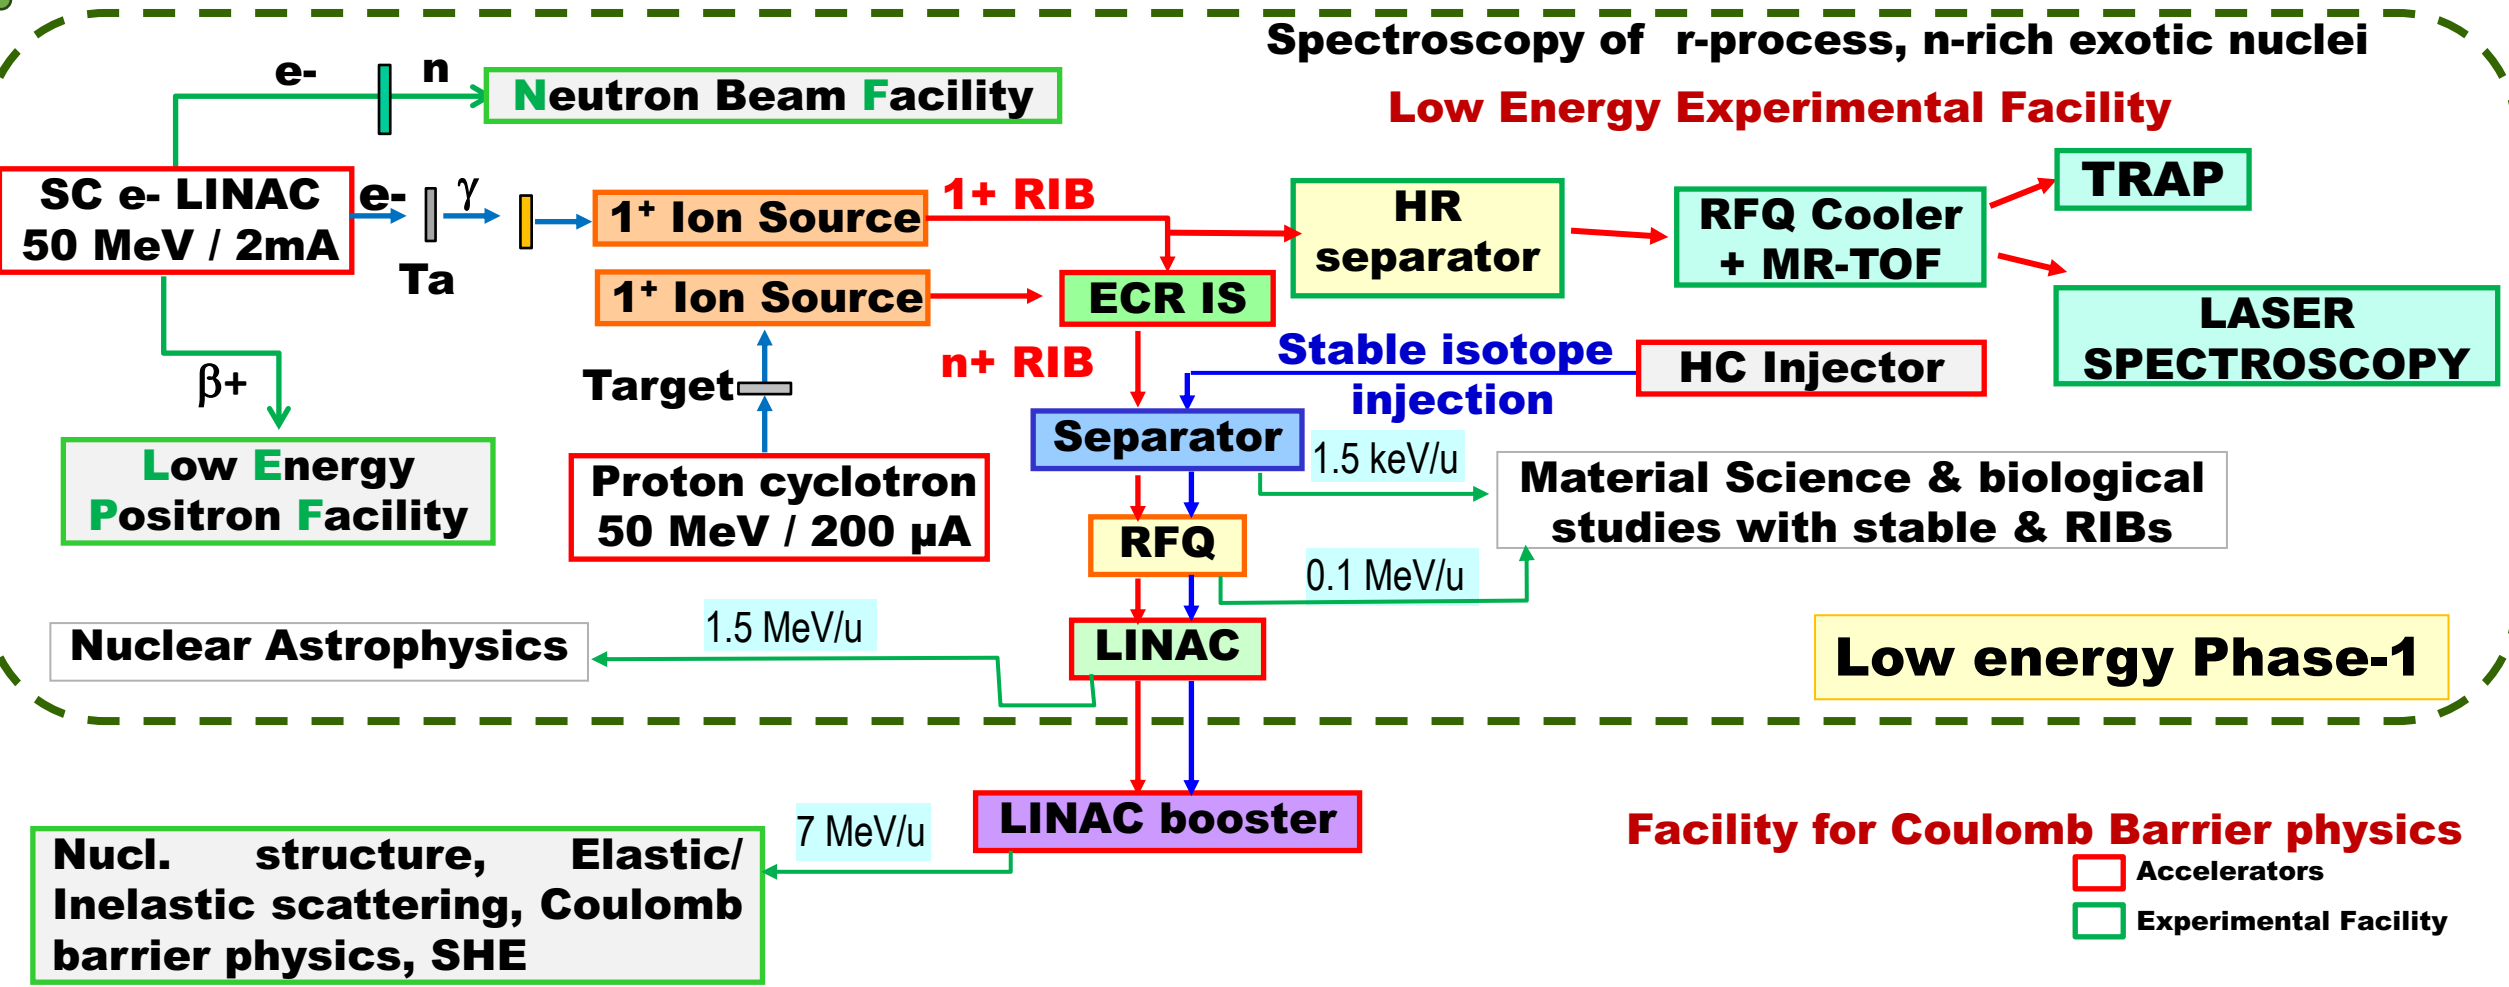 Spectroscopy of r-process, n-rich exotic nuclei
Low Energy Experimental Facility
e-
n
Neutron Beam Facility
SC e- LINAC
50 MeV / 2mA
e-
γ
Ta
1+ Ion Source
1+ RIB
HR
separator
RFQ Cooler
+ MR-TOF
TRAP
LASER
SPECTROSCOPY
1+ Ion Source
ECR IS
n+ RIB
Stable isotope
injection
HC Injector
β+
Target
Low Energy
Positron Facility
Proton cyclotron
50 MeV / 200 µA
Separator
1.5 keV/u
Material Science & biological
studies with stable & RIBs
RFQ
0.1 MeV/u
Nuclear Astrophysics
1.5 MeV/u
LINAC
Low energy Phase-1
LINAC booster
7 MeV/u
Nucl. structure, Elastic/
Inelastic scattering, Coulomb
barrier physics, SHE
Facility for Coulomb Barrier physics
Accelerators
Experimental Facility